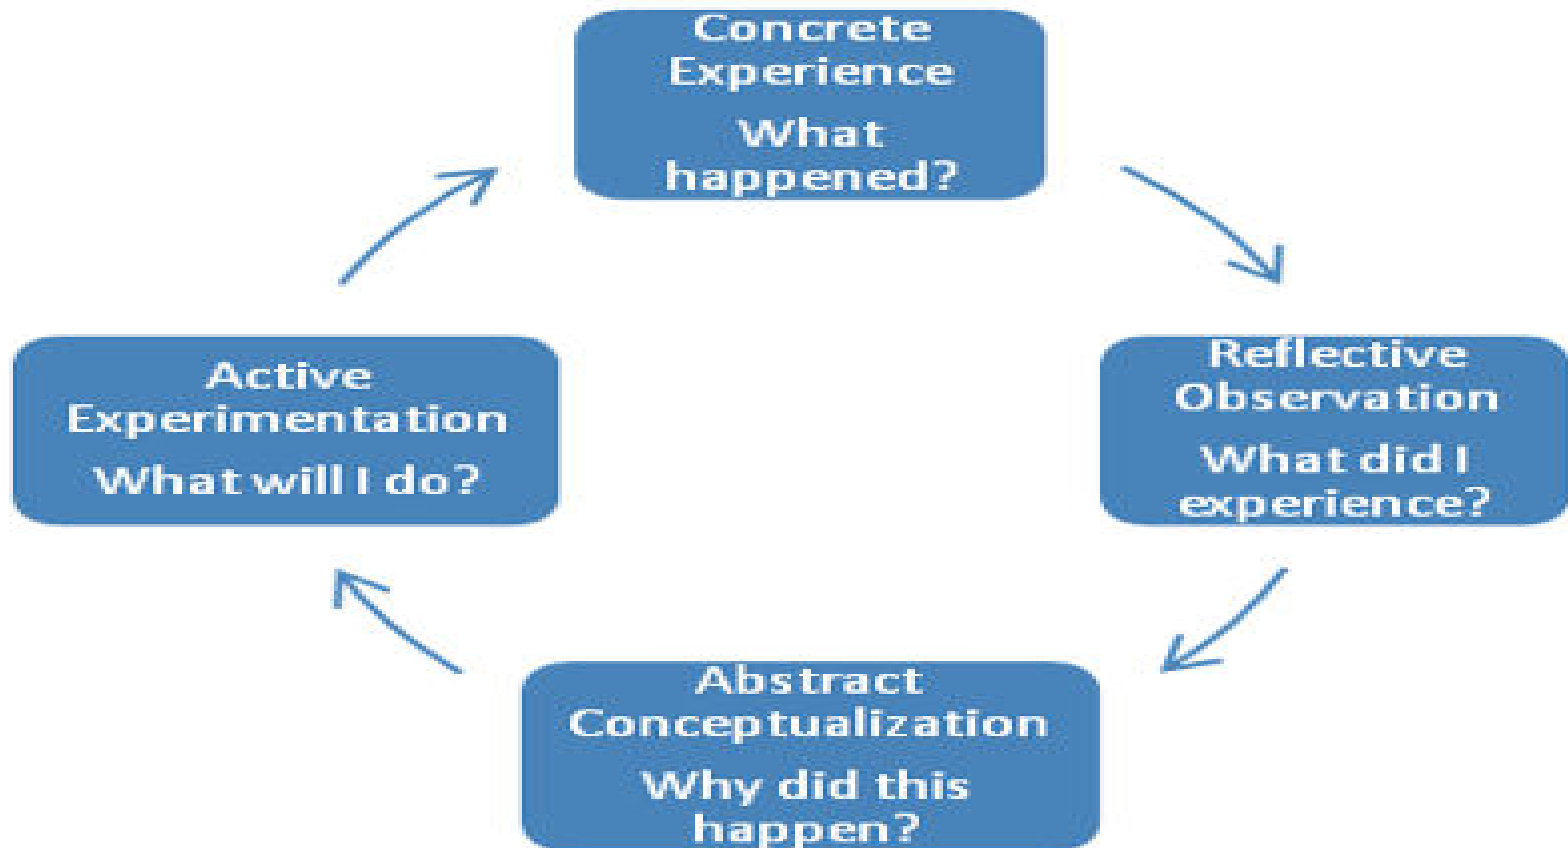 Concrete
Experience
What
happened?
Reflective
Observation
What did I
experience?
Abstract
Conceptualization
Why did this
happen?
Active
Experimentation
What will I do?